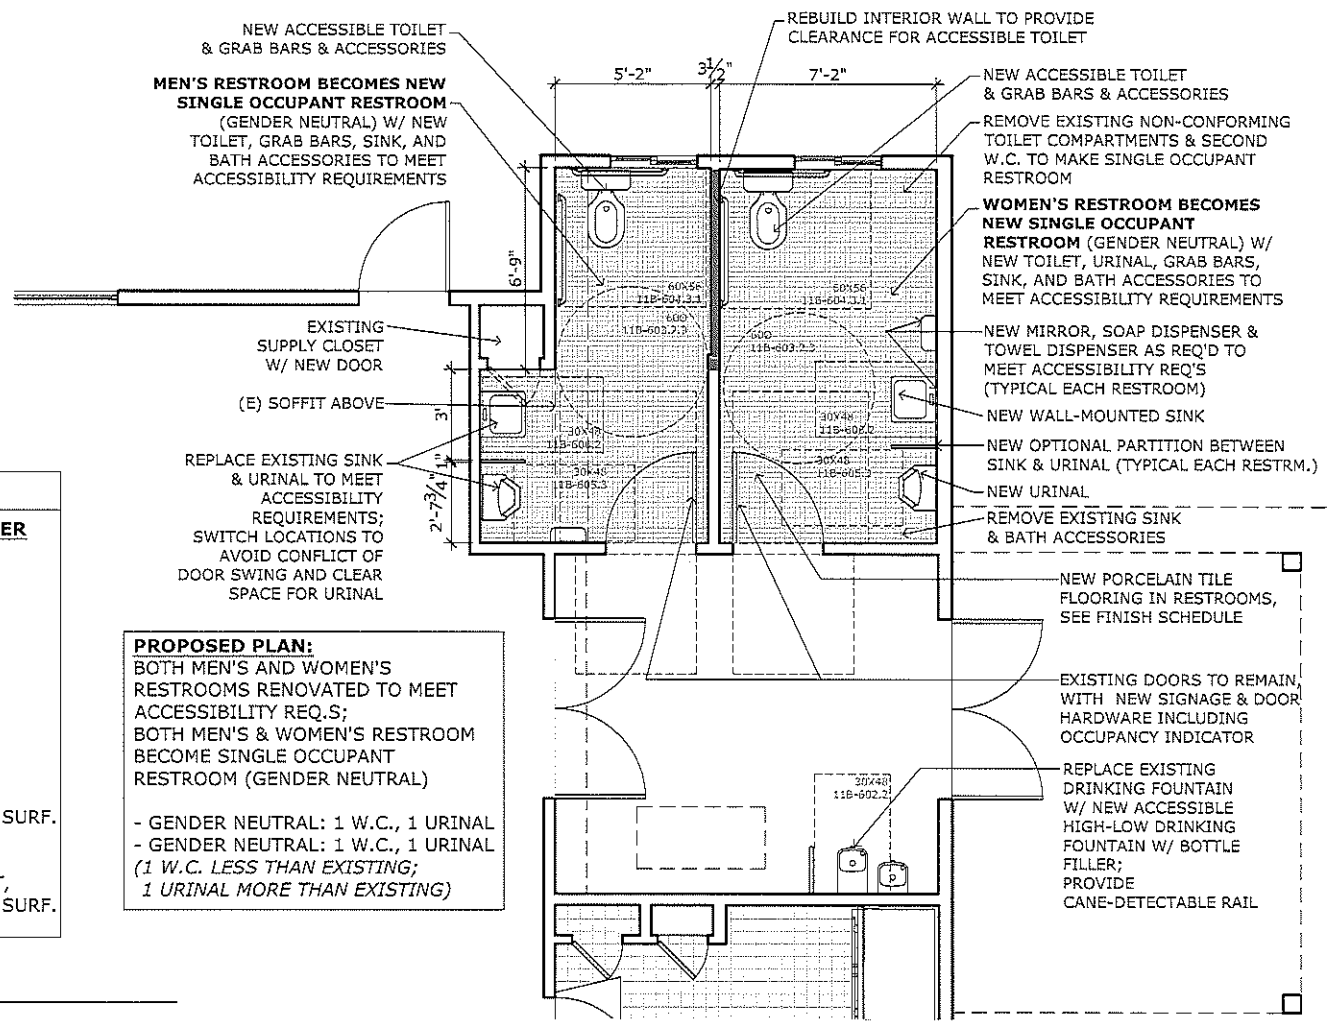 NEW ACCESSIBLE TOILET
& GRAB BARS & ACCESSORIES
MEN'S RESTROOM BECOMES NEW
SINGLE OCCUPANT RESTROOM
(GENDER NEUTRAL) W/ NEW
TOILET, GRAB BARS, SINK, AND
BATH ACCESSORIES TO MEET
ACCESSIBILITY REQUIREMENTS
REBUILD INTERIOR WALL TO PROVIDE
CLEARANCE FOR ACCESSIBLE TOILET
5'-2"
3½"
7'-2"
NEW ACCESSIBLE TOILET
& GRAB BARS & ACCESSORIES
REMOVE EXISTING NON-CONFORMING
TOILET COMPARTMENTS & SECOND
W.C. TO MAKE SINGLE OCCUPANT
RESTROOM
WOMEN'S RESTROOM BECOMES
NEW SINGLE OCCUPANT
RESTROOM (GENDER NEUTRAL) W/
NEW TOILET, URINAL, GRAB BARS,
SINK, AND BATH ACCESSORIES TO
MEET ACCESSIBILITY REQUIREMENTS
6'-9"
60X56
11B-604.3.1
60X56
11B-604.3.1
60Ø
11B-603.2.3
60Ø
11B-603.2.3
EXISTING
SUPPLY CLOSET
W/ NEW DOOR
(E) SOFFIT ABOVE
3'
1"
2'-7¾"
30X48
11B-606.2
30X48
11B-606.2
30X48
11B-605.3
30X48
11B-605.3
REPLACE EXISTING SINK
& URINAL TO MEET
ACCESSIBILITY
REQUIREMENTS;
SWITCH LOCATIONS TO
AVOID CONFLICT OF
DOOR SWING AND CLEAR
SPACE FOR URINAL
NEW MIRROR, SOAP DISPENSER &
TOWEL DISPENSER AS REQ'D TO
MEET ACCESSIBILITY REQ'S
(TYPICAL EACH RESTROOM)
NEW WALL-MOUNTED SINK
NEW OPTIONAL PARTITION BETWEEN
SINK & URINAL (TYPICAL EACH RESTRM.)
NEW URINAL
REMOVE EXISTING SINK
& BATH ACCESSORIES
NEW PORCELAIN TILE
FLOORING IN RESTROOMS,
SEE FINISH SCHEDULE
EXISTING DOORS TO REMAIN,
WITH NEW SIGNAGE & DOOR
HARDWARE INCLUDING
OCCUPANCY INDICATOR
REPLACE EXISTING
DRINKING FOUNTAIN
W/ NEW ACCESSIBLE
HIGH-LOW DRINKING
FOUNTAIN W/ BOTTLE
FILLER;
PROVIDE
CANE-DETECTABLE RAIL
30X48
11B-602.2
PROPOSED PLAN:
BOTH MEN'S AND WOMEN'S
RESTROOMS RENOVATED TO MEET
ACCESSIBILITY REQ.S;
BOTH MEN'S & WOMEN'S RESTROOM
BECOME SINGLE OCCUPANT
RESTROOM (GENDER NEUTRAL)
- GENDER NEUTRAL: 1 W.C., 1 URINAL
- GENDER NEUTRAL: 1 W.C., 1 URINAL
(1 W.C. LESS THAN EXISTING;
1 URINAL MORE THAN EXISTING)
ER
SURF.
SURF.